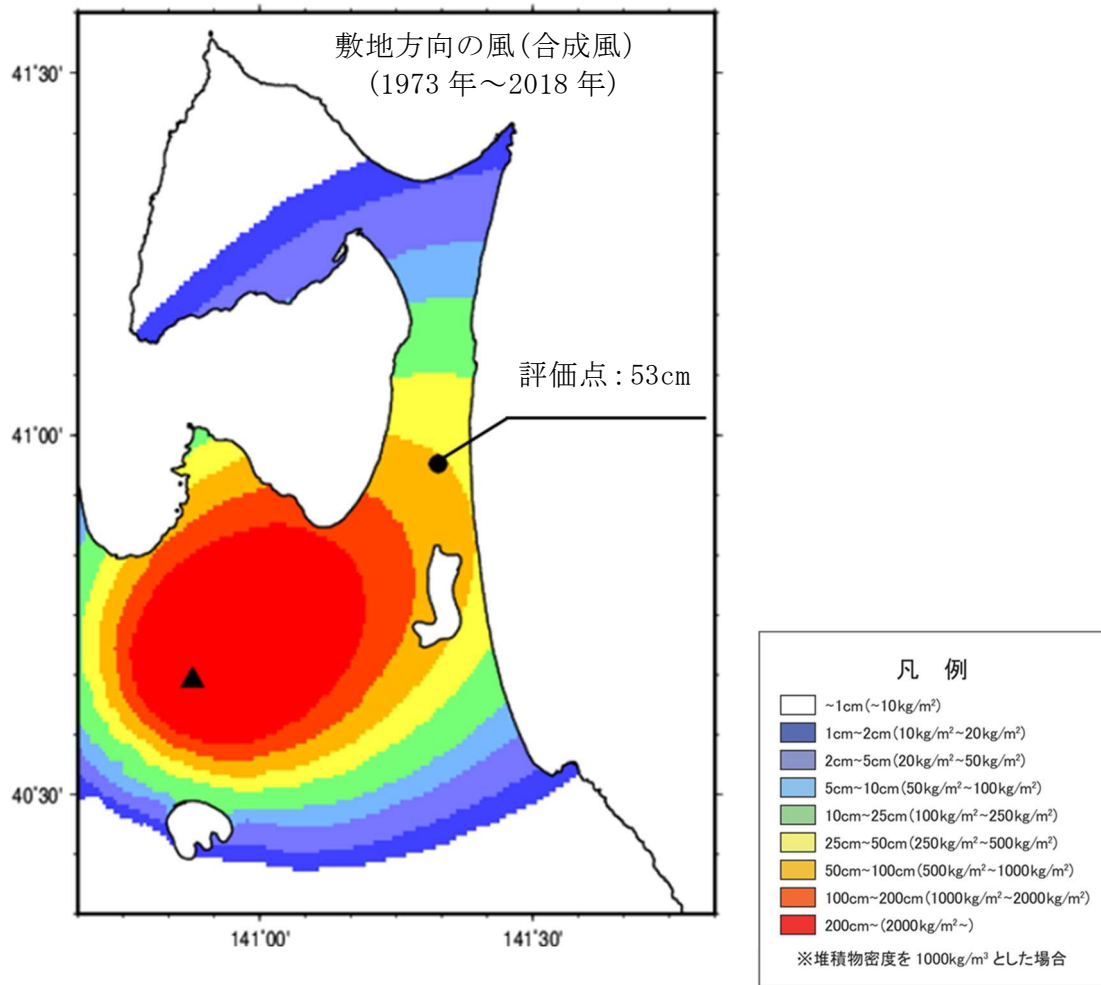 敷地方向の風(合成風)
(1973 年～2018 年)
41°30'
評価点：53cm
41°00'
40°30'
141°00'
141°30'
凡 例
~1cm(~10kg/m²)
1cm~2cm(10kg/m²~20kg/m²)
2cm~5cm(20kg/m²~50kg/m²)
5cm~10cm(50kg/m²~100kg/m²)
10cm~25cm(100kg/m²~250kg/m²)
25cm~50cm(250kg/m²~500kg/m²)
50cm~100cm(500kg/m²~1000kg/m²)
100cm~200cm(1000kg/m²~2000kg/m²)
200cm~(2000kg/m²~)
※堆積物密度を 1000kg/m³ とした場合